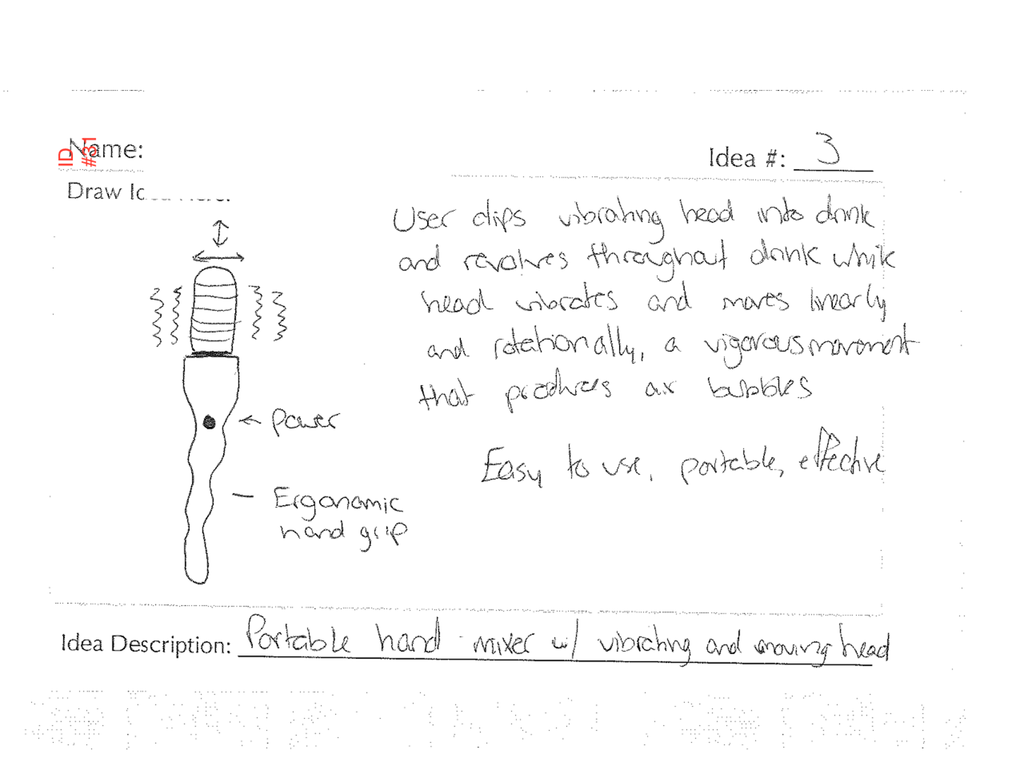 Name:
ID
#31
Idea #: 3
Draw Id
User dips vibrating head into drink
and revolves throughout drink while
head vibrates and moves linearly
and rotationally, a vigorous movement
that produces air bubbles
Power
Easy to use, portable, effective
Ergonomic
hand grip
Idea Description: Portable hand mixer w/ vibrating and moving head